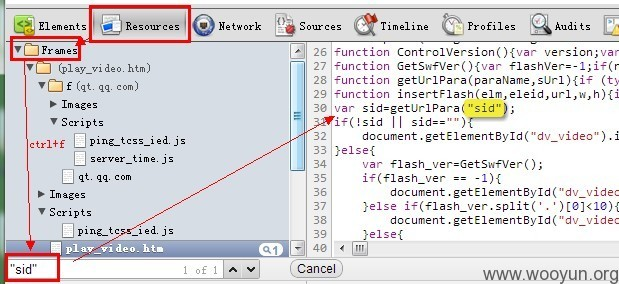 Elements Resources Network Sources Timeline Profiles Audits
Frames
(play_video.htm)
f (qt.qq.com)
Images
Scripts
ping_tcss_ied.js
server_time.js
qt.qq.com
Images
Scripts
ping_tcss_ied.js
play_video.htm 1
ctrl+f
26 function ControlVersion(){var version;var
27 function GetSwfVer(){var flashVer=-1;if(n
28 function getUrlPara(paraName,sUrl){if (ty
29 function insertFlash(elm,eleid,url,w,h){i
30 var sid=getUrlPara("sid");
31 if(!sid || sid==""){
32 document.getElementById("dv_video").i
33 }else{
34 var flash_ver=GetSwfVer();
35 if(flash_ver == -1){
36 document.getElementById("dv_video
37 }else if(flash_ver.split('.')[0]<10){
38 document.getElementById("dv_video
39 }else{
40
"sid" 1 of 1 Cancel
www.wooyun.org